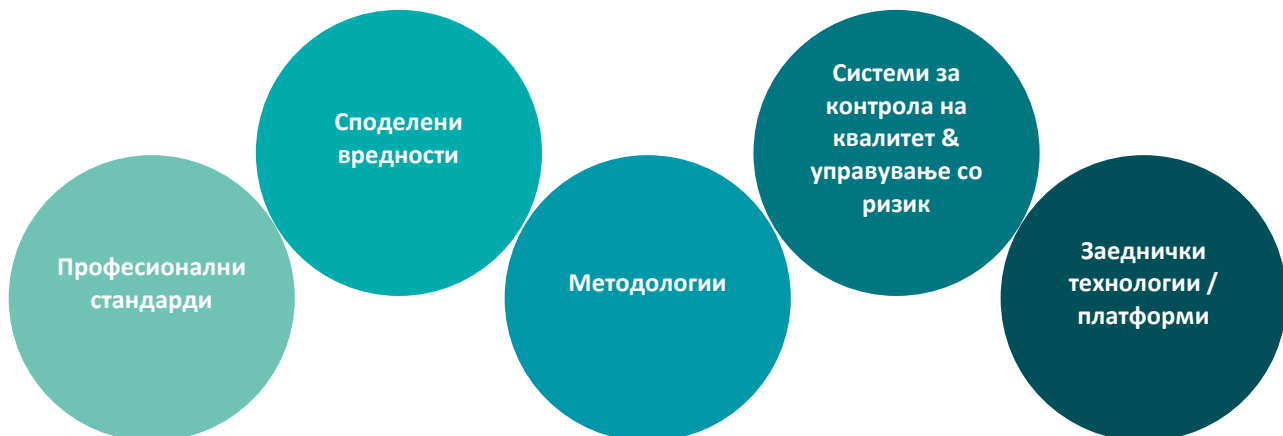 Професионални
стандарди
Споделени
вредности
Методологии
Системи за
контрола на
квалитет &
управување со
ризик
Заеднички
технологии /
платформи